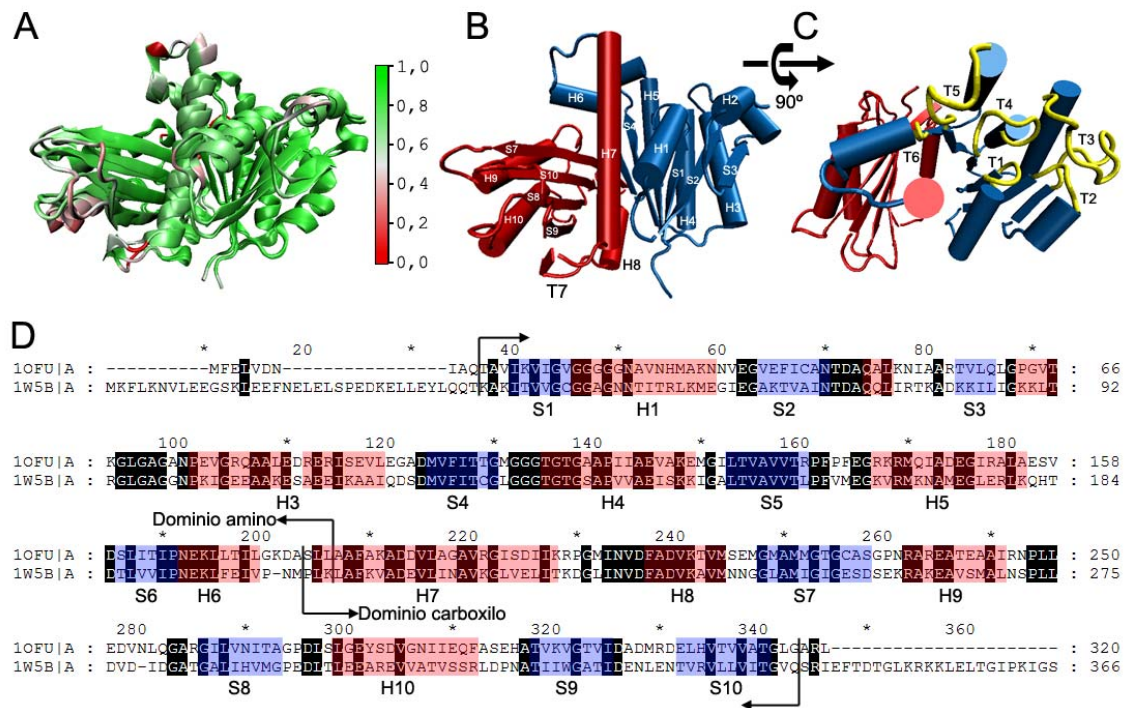 A
B
C
1,0
0,8
0,6
0,4
0,2
0,0
H6
H5
S4
H2
H1
H7
S7
S10
H9
S8
S1
S2
S3
H10
S9
H4
H3
H8
T7
90º
T5
T4
T3
T6
T1
T2
D
* 20 * 40 * 60 * 80 *
1OFU|A : ----------MFELVDN----------------IAQTAVIKVIGVGGGGGNAVNHMAKNNVEGVEFICANTDAQALKNIAARTVLQLGPGVT : 66
1W5B|A : MKFLKNVLEEGSKLEEFNELELSPEDKELLEYLQQTKAKITVVGCGGAGNNTITRLKMEGIEGAKTVAINTDAQQLIRTKADKKILIGKKLT : 92
S1 H1 S2 S3
100 * 120 * 140 * 160 * 180
1OFU|A : KGLGAGANPEVGRQAALEDRERISEVLEGADMVFITTGMGGGTGTGAAPIIAEVAKEMGILTVAVVTRPFPFEGRKRMQIADEGIRALAESV : 158
1W5B|A : RGLGAGGNPKIGEEAAKESAEEIKAAIQDSDMVFITCGLGGGTGTGSAPVVAEISKKIGALTVAVVTLPFVMEGKVRMKNAMEGLERLKQHT : 184
H3 S4 H4 S5 H5
Dominio amino
* 200 * 220 * 240 * 260 *
1OFU|A : DSLITIPNEKLLTILGKDASLLAAFAKADDVLAGAVRGISDIIKRPGMINVDFADVKTVMSEMGMAMMGTGCASGPNRAREATEAAIRNPLL : 250
1W5B|A : DTLVVIPNEKLFEIVP-NMPLKLAFKVADEVLINAVKGLVELITKDGLINVDFADVKAVMNNGGLAMIGIGESDSEKRAKEAVSMALNSPLL : 275
S6 H6 H7 H8 S7 H9
Dominio carboxilo
280 * 300 * 320 * 340 * 360
1OFU|A : EDVNLQGARGILVNITAGPDLSLGEYSDVGNIIEQFASEHATVKVGTVIDADMRDELHVTVVATGLGARL---------------------- : 320
1W5B|A : DVD-IDGATGALIHVMGPEDLTLEEAREVVATVSSRLDPNATIIWGATIDENLENTVRVLLVITGVQSRIEFTDTGLKRKKLELTGIPKIGS : 366
S8 H10 S9 S10